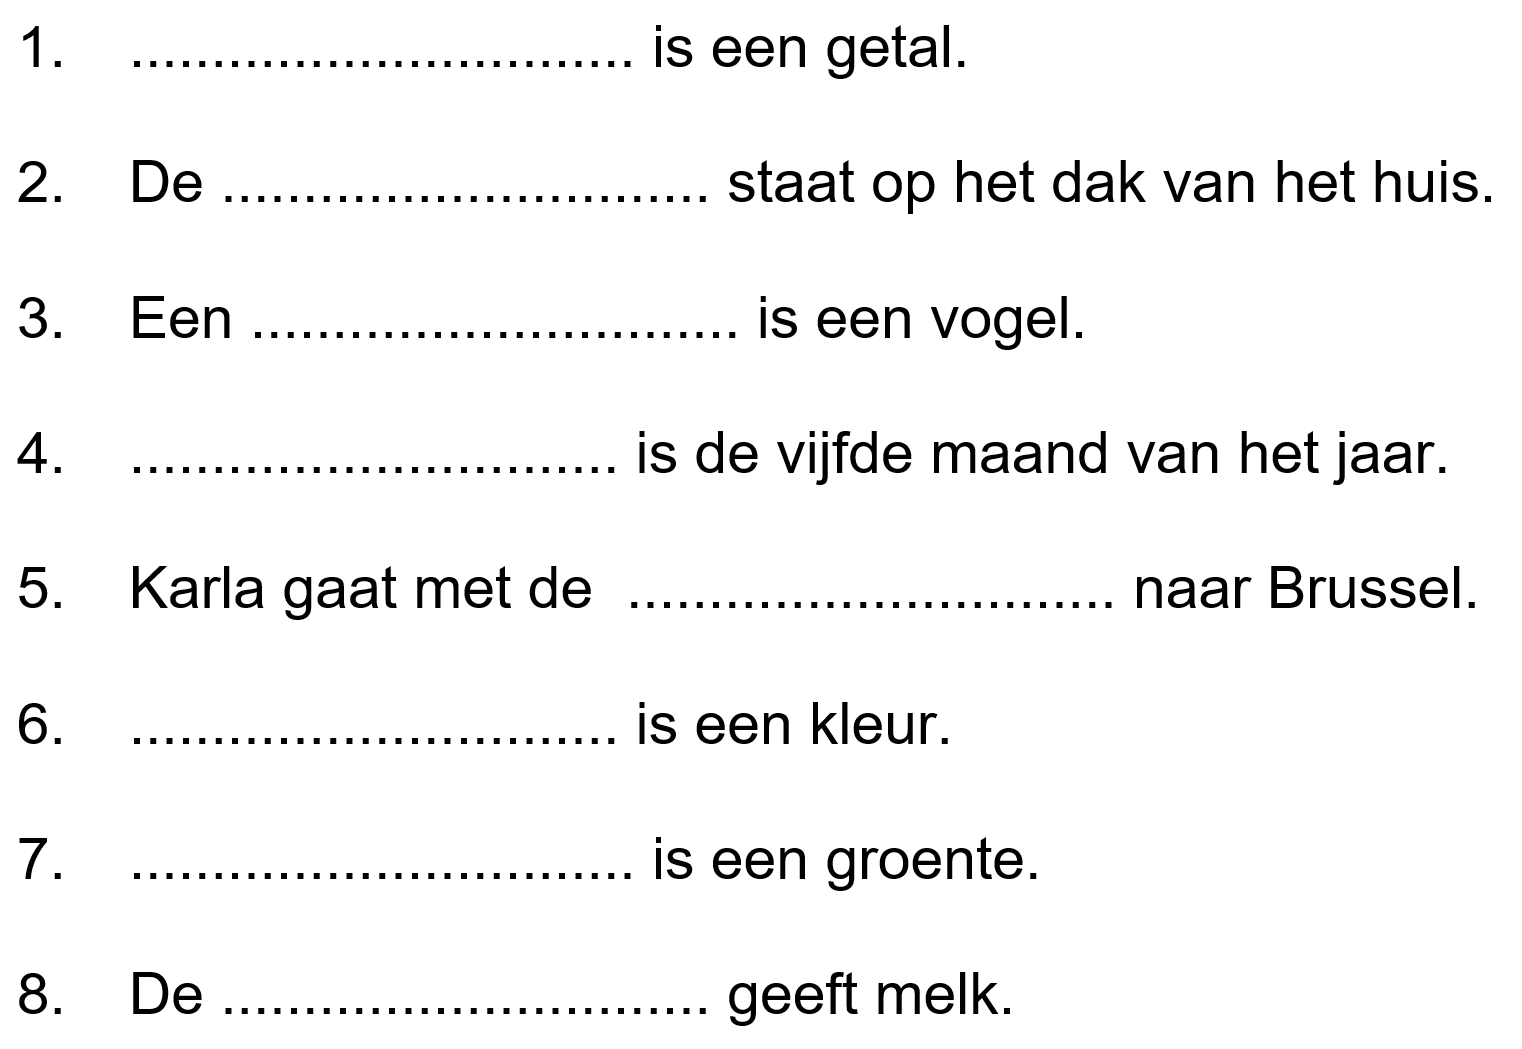 1. ............................... is een getal.
2. De .............................. staat op het dak van het huis.
3. Een .............................. is een vogel.
4. .............................. is de vijfde maand van het jaar.
5. Karla gaat met de .............................. naar Brussel.
6. .............................. is een kleur.
7. ............................... is een groente.
8. De .............................. geeft melk.